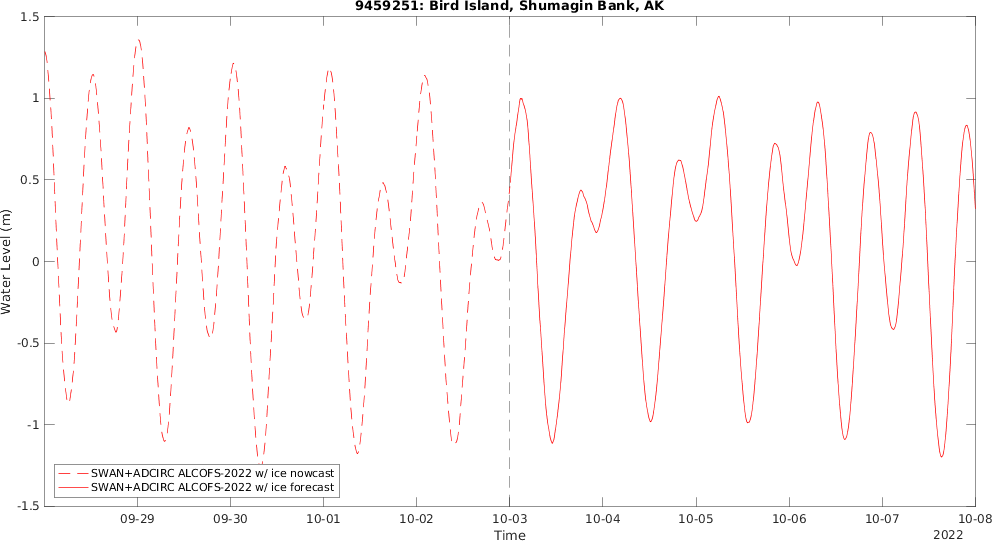 9459251: Bird Island, Shumagin Bank, AK
1.5
1
0.5
0
-0.5
-1
-1.5
Water Level (m)
SWAN+ADCIRC ALCOFS-2022 w/ ice nowcast
SWAN+ADCIRC ALCOFS-2022 w/ ice forecast
09-29 09-30 10-01 10-02 10-03 10-04 10-05 10-06 10-07 10-08
Time
2022